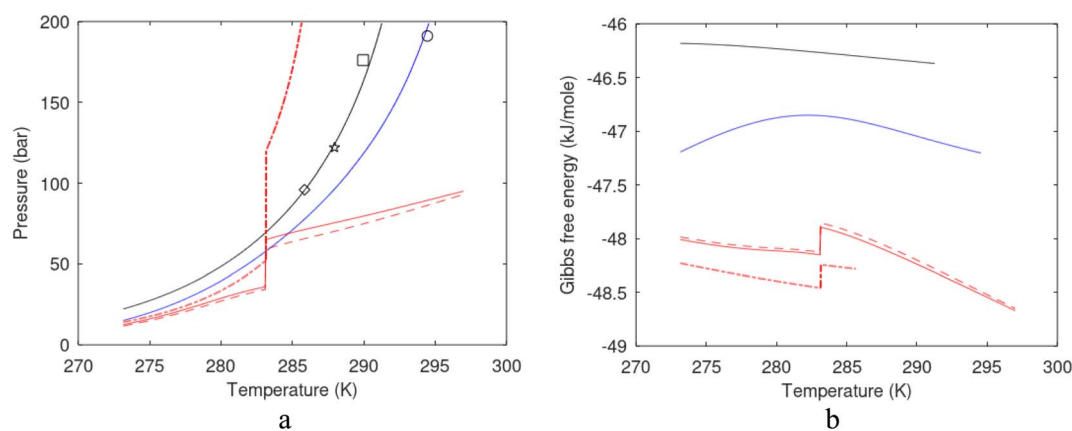 Pressure (bar)
200
150
100
50
0
270 275 280 285 290 295 300
Temperature (K)
a
Gibbs free energy (kJ/mole)
-46
-46.5
-47
-47.5
-48
-48.5
-49
270 275 280 285 290 295 300
Temperature (K)
b